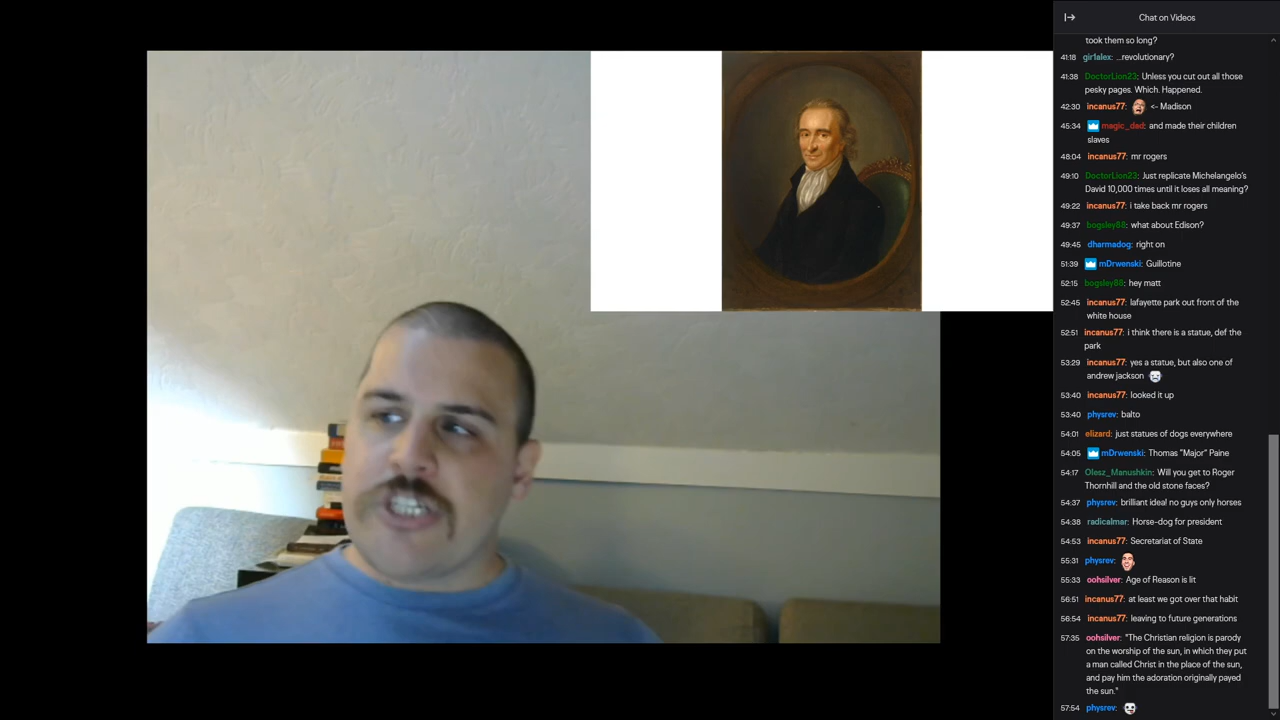 Chat on Videos
took them so long?
41:18 gir1alex: ...revolutionary?
41:38 DoctorLion23: Unless you cut out all those
pesky pages. Which. Happened.
42:30 incanus77: <- Madison
45:34 magic_dad: and made their children
slaves
48:04 incanus77: mr rogers
49:10 DoctorLion23: Just replicate Michelangelo's
David 10,000 times until it loses all meaning?
49:22 incanus77: i take back mr rogers
49:37 bogsley88: what about Edison?
49:45 dharmadog: right on
51:39 mDrwenski: Guillotine
52:15 bogsley88: hey matt
52:45 incanus77: lafayette park out front of the
white house
52:51 incanus77: i think there is a statue, def the
park
53:29 incanus77: yes a statue, but also one of
andrew jackson
53:40 incanus77: looked it up
53:40 physrev: balto
54:01 elizard: just statues of dogs everywhere
54:05 mDrwenski: Thomas "Major" Paine
54:17 Olesz_Manushkin: Will you get to Roger
Thornhill and the old stone faces?
54:37 physrev: brilliant idea! no guys only horses
54:38 radicalmar: Horse-dog for president
54:53 incanus77: Secretariat of State
55:31 physrev:
55:33 oohsilver: Age of Reason is lit
56:51 incanus77: at least we got over that habit
56:54 incanus77: leaving to future generations
57:35 oohsilver: "The Christian religion is parody
on the worship of the sun, in which they put
a man called Christ in the place of the sun,
and pay him the adoration originally payed
the sun."
57:54 physrev: